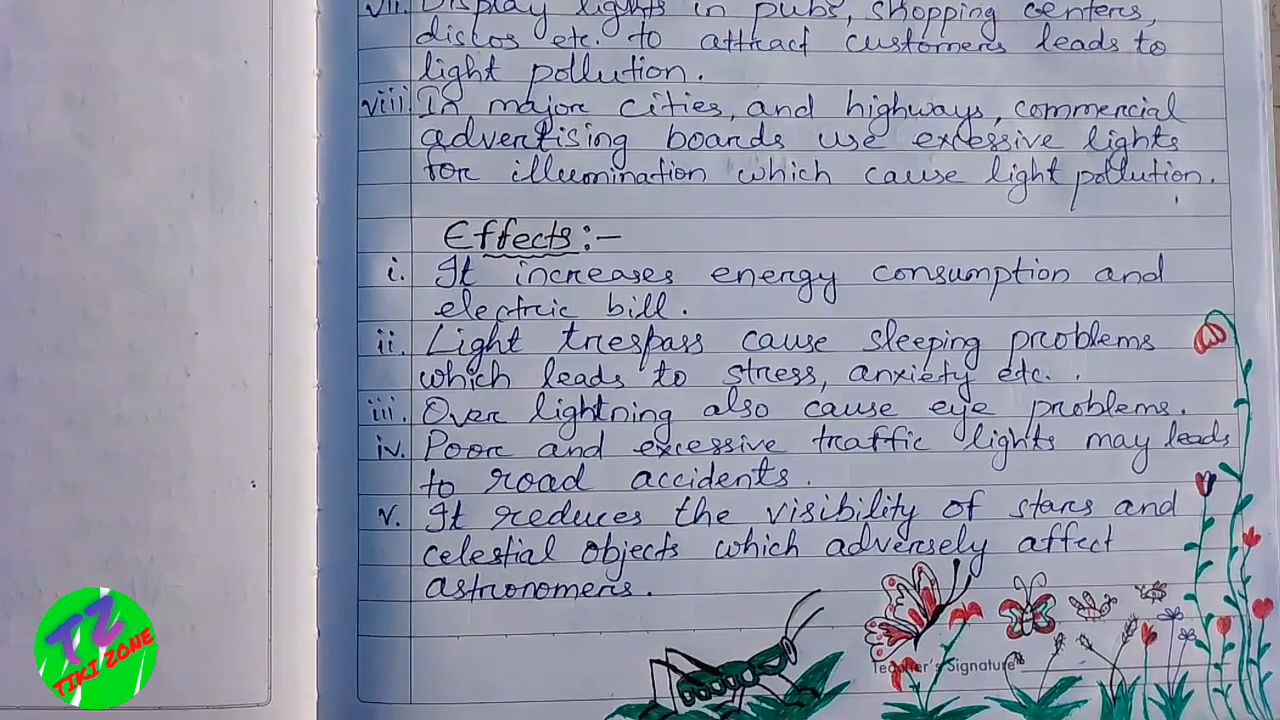 vii. Display lights in pubs, shopping centers,
discos etc. to attract customers leads to
light pollution.
viii. In major cities, and highways, commercial
advertising boards use excessive lights
for illumination which cause light pollution.
Effects:-
i. It increases energy consumption and
electric bill.
ii. Light trespass cause sleeping problems
which leads to stress, anxiety etc. .
iii. Over lightning also cause eye problems.
iv. Poor and excessive traffic lights may leads
to road accidents.
v. It reduces the visibility of stars and
celestial objects which adversely affect
astronomers.
Teacher's Signature
TZ
TIKI ZONE